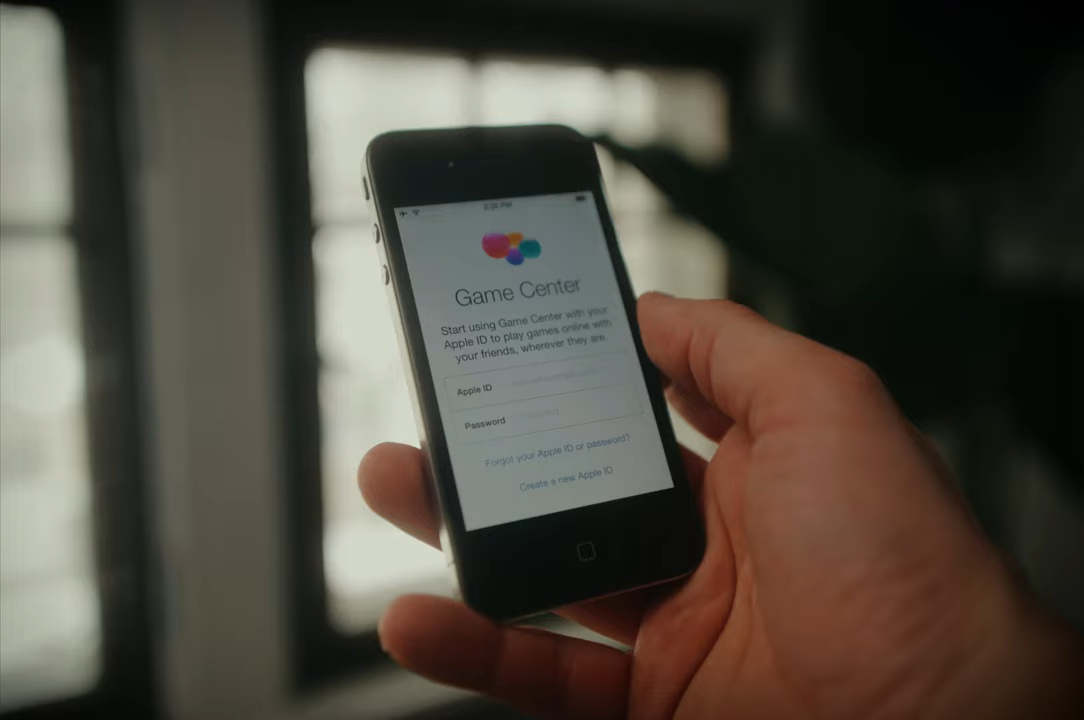 Game Center
Start using Game Center with your
Apple ID to play games online with
your friends, wherever they are.
Apple ID
Password
Forgot your Apple ID or password?
Create a new Apple ID